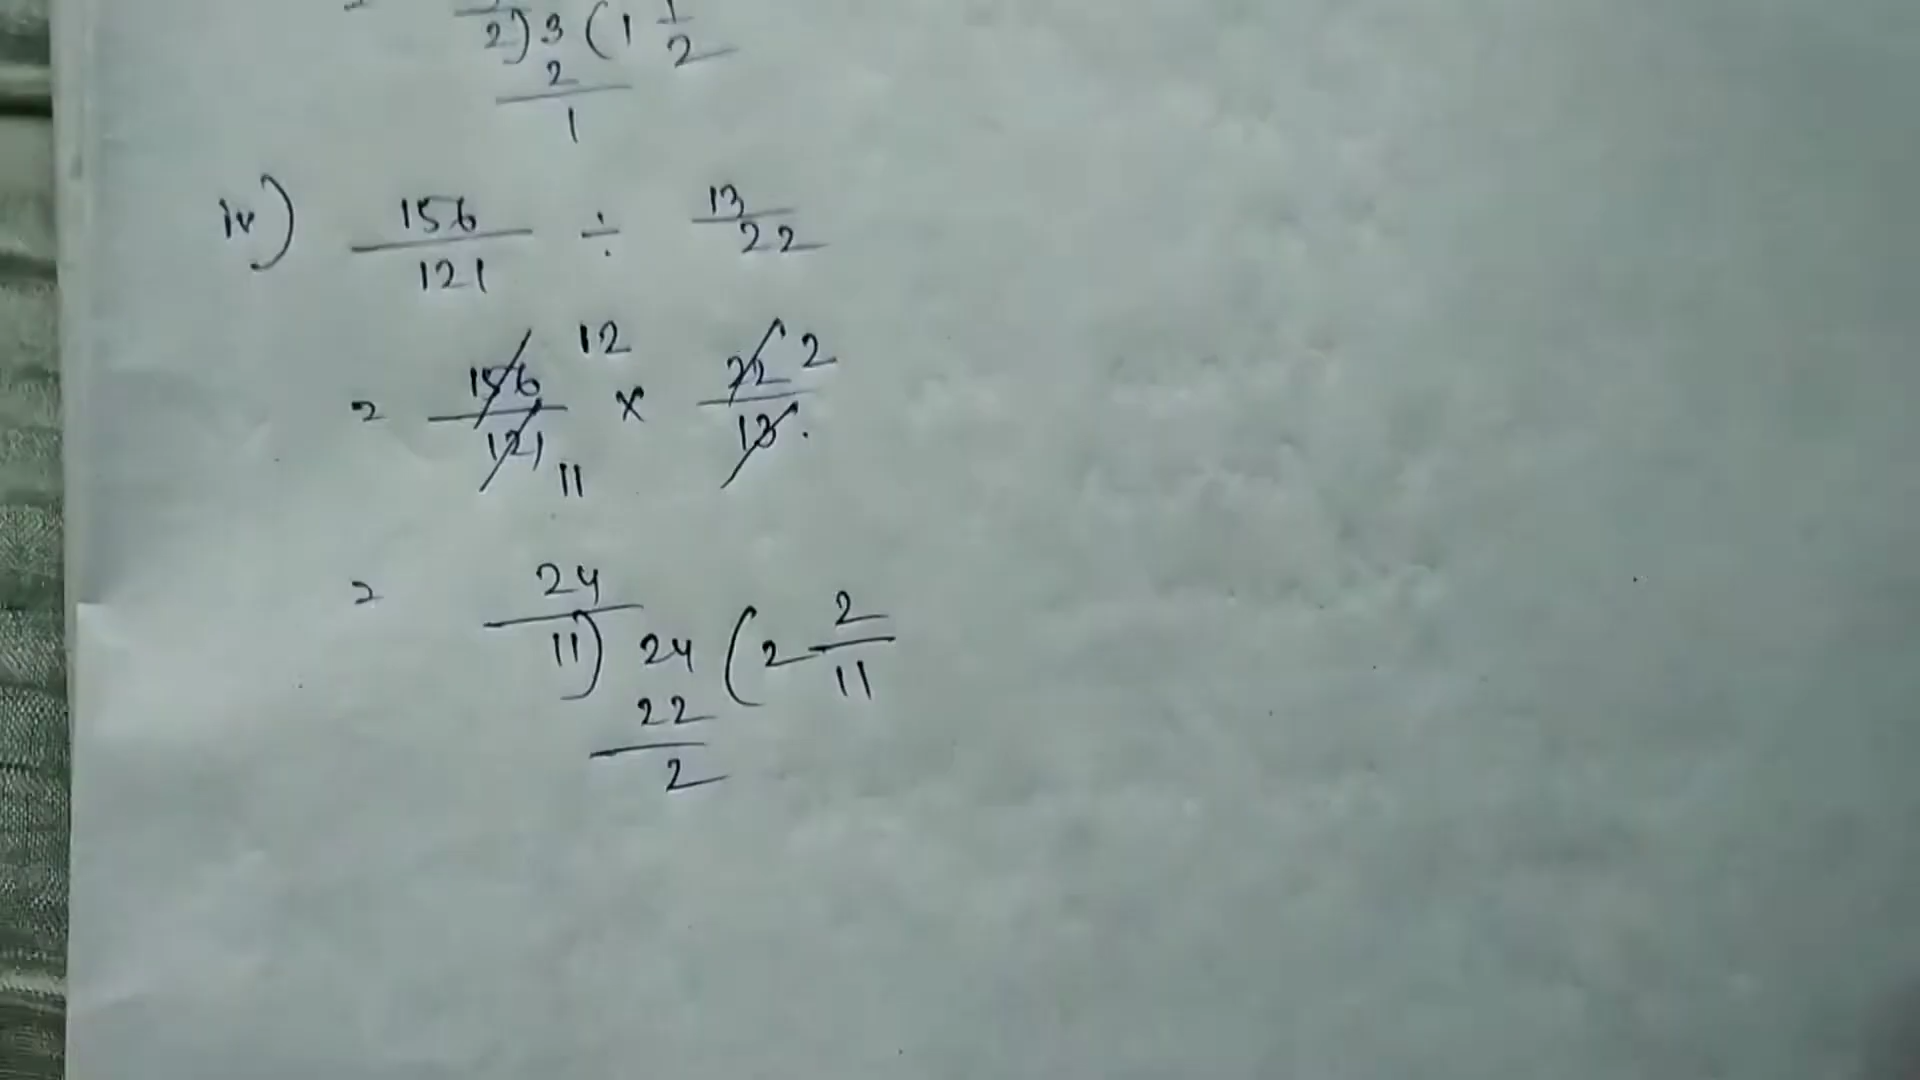 2) 3 ( 1 1/2
2
1
iv) 156/121 ÷ 13/22
= 156/121 12 11 × 22/13 2
= 24/11) 24 ( 2 2/11
22
2